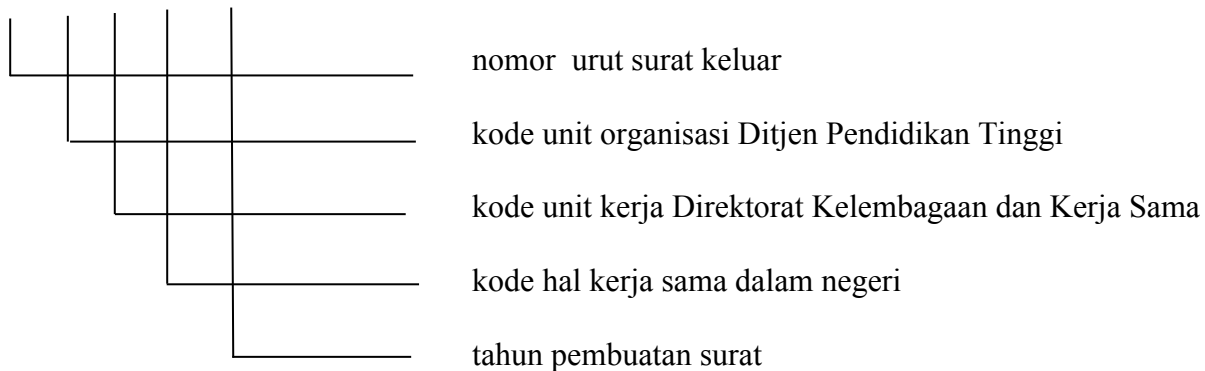 nomor urut surat keluar
kode unit organisasi Ditjen Pendidikan Tinggi
kode unit kerja Direktorat Kelembagaan dan Kerja Sama
kode hal kerja sama dalam negeri
tahun pembuatan surat